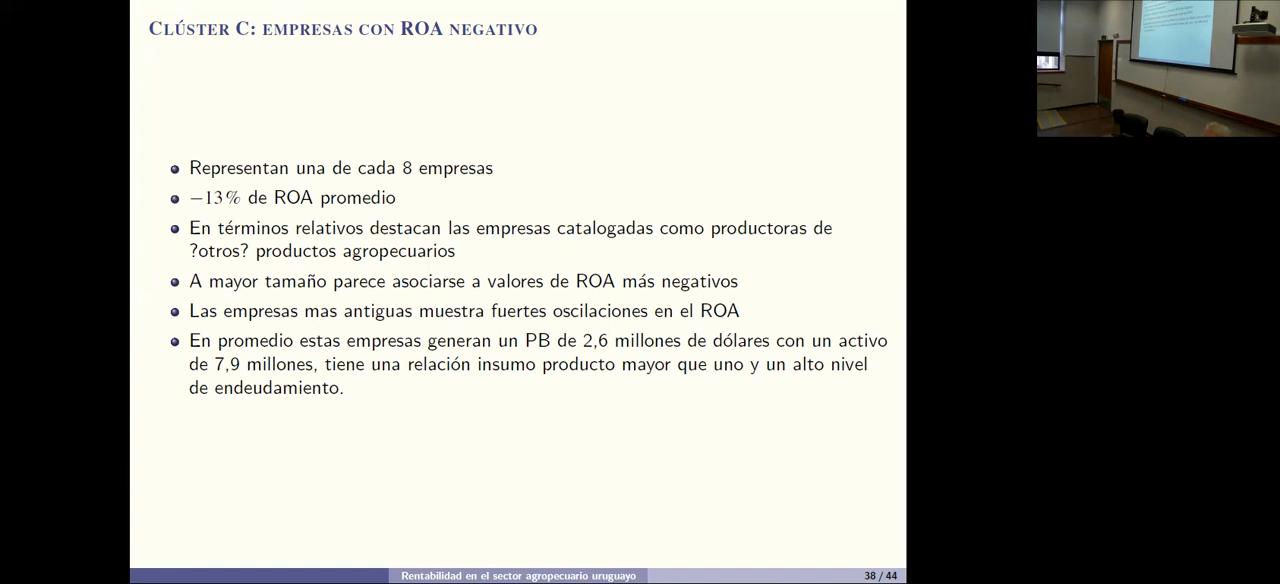 CLÚSTER C: EMPRESAS CON ROA NEGATIVO
Representan una de cada 8 empresas
−13% de ROA promedio
En términos relativos destacan las empresas catalogadas como productoras de
?otros? productos agropecuarios
A mayor tamaño parece asociarse a valores de ROA más negativos
Las empresas mas antiguas muestra fuertes oscilaciones en el ROA
En promedio estas empresas generan un PB de 2,6 millones de dólares con un activo
de 7,9 millones, tiene una relación insumo producto mayor que uno y un alto nivel
de endeudamiento.
Rentabilidad en el sector agropecuario uruguayo
38 / 44